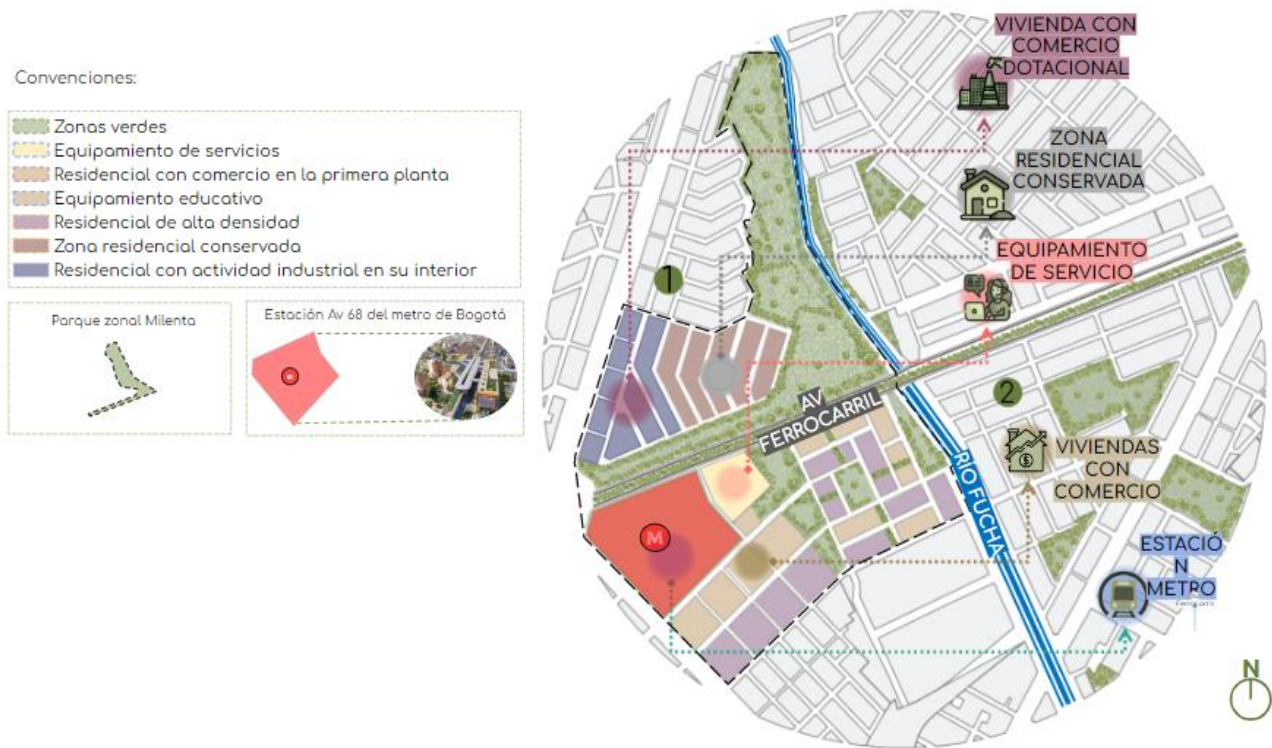 Convenciones:
Zonas verdes
Equipamiento de servicios
Residencial con comercio en la primera planta
Equipamiento educativo
Residencial de alta densidad
Zona residencial conservada
Residencial con actividad industrial en su interior
Parque zonal Milenta
Estación Av 68 del metro de Bogotá
M
VIVIENDA CON
COMERCIO
DOTACIONAL
ZONA
RESIDENCIAL
CONSERVADA
EQUIPAMIENTO
DE SERVICIO
1
2
AV
FERROCARRIL
RÍO FUCHA
VIVIENDAS
CON
COMERCIO
M
ESTACIÓ
N
METRO
Ferrocarril
N